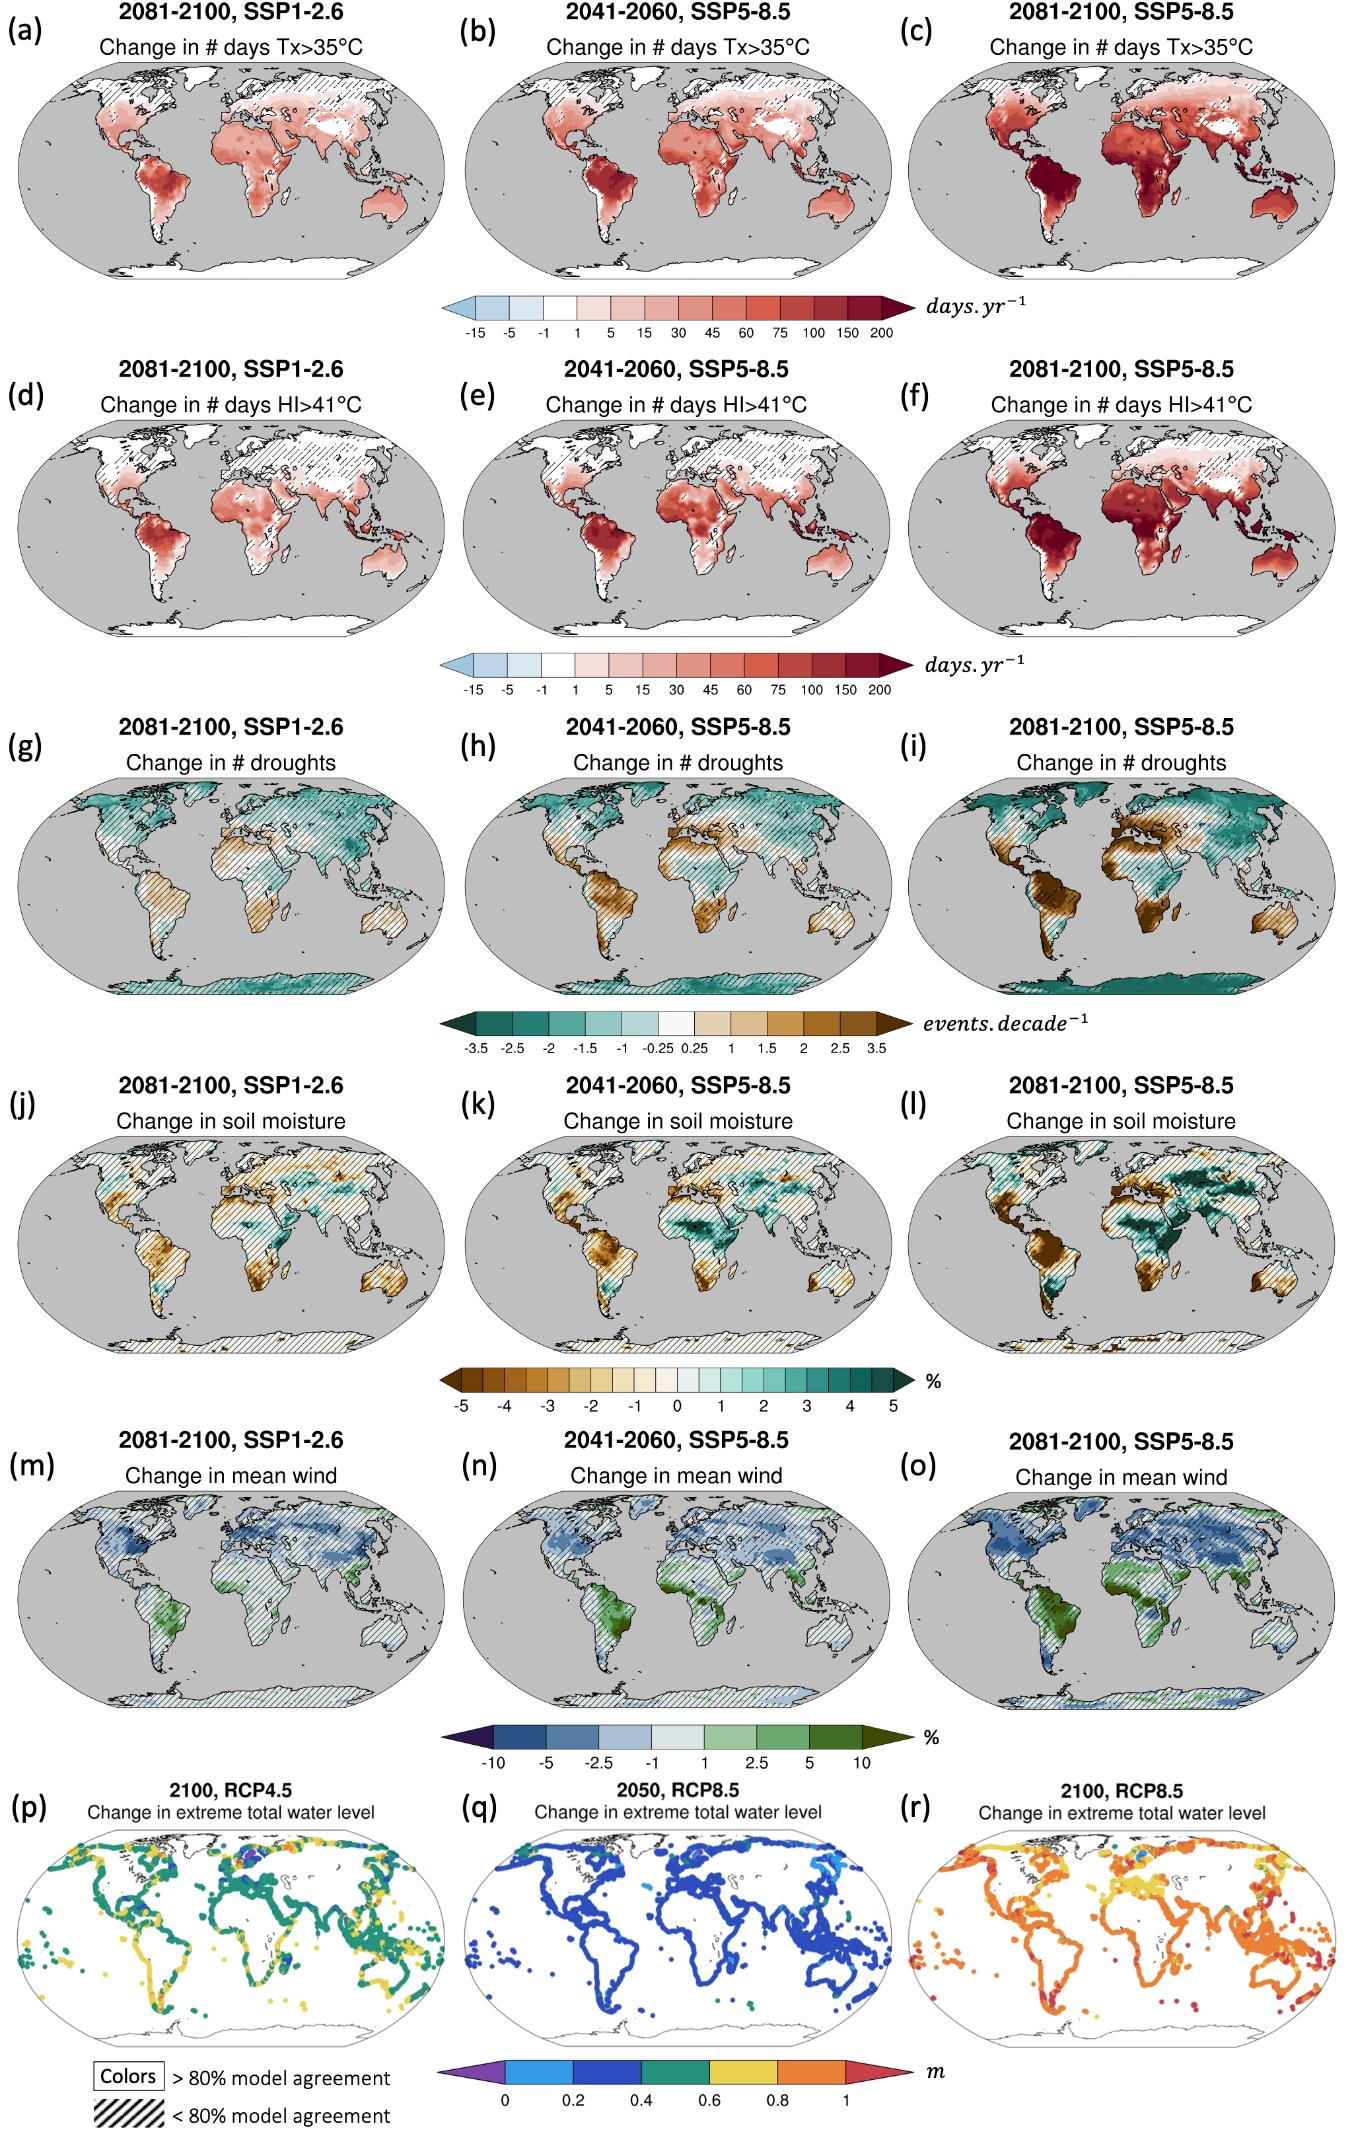 (a) 2081-2100, SSP1-2.6
Change in # days Tx>35°C
(b) 2041-2060, SSP5-8.5
Change in # days Tx>35°C
(c) 2081-2100, SSP5-8.5
Change in # days Tx>35°C
-15 -5 -1 1 5 15 30 45 60 75 100 150 200 days.yr⁻¹
(d) 2081-2100, SSP1-2.6
Change in # days HI>41°C
(e) 2041-2060, SSP5-8.5
Change in # days HI>41°C
(f) 2081-2100, SSP5-8.5
Change in # days HI>41°C
-15 -5 -1 1 5 15 30 45 60 75 100 150 200 days.yr⁻¹
(g) 2081-2100, SSP1-2.6
Change in # droughts
(h) 2041-2060, SSP5-8.5
Change in # droughts
(i) 2081-2100, SSP5-8.5
Change in # droughts
-3.5 -2.5 -2 -1.5 -1 -0.25 0.25 1 1.5 2 2.5 3.5 events.decade⁻¹
(j) 2081-2100, SSP1-2.6
Change in soil moisture
(k) 2041-2060, SSP5-8.5
Change in soil moisture
(l) 2081-2100, SSP5-8.5
Change in soil moisture
-5 -4 -3 -2 -1 0 1 2 3 4 5 %
(m) 2081-2100, SSP1-2.6
Change in mean wind
(n) 2041-2060, SSP5-8.5
Change in mean wind
(o) 2081-2100, SSP5-8.5
Change in mean wind
-10 -5 -2.5 -1 1 2.5 5 10 %
(p) 2100, RCP4.5
Change in extreme total water level
(q) 2050, RCP8.5
Change in extreme total water level
(r) 2100, RCP8.5
Change in extreme total water level
0 0.2 0.4 0.6 0.8 1 m
Colors > 80% model agreement
< 80% model agreement